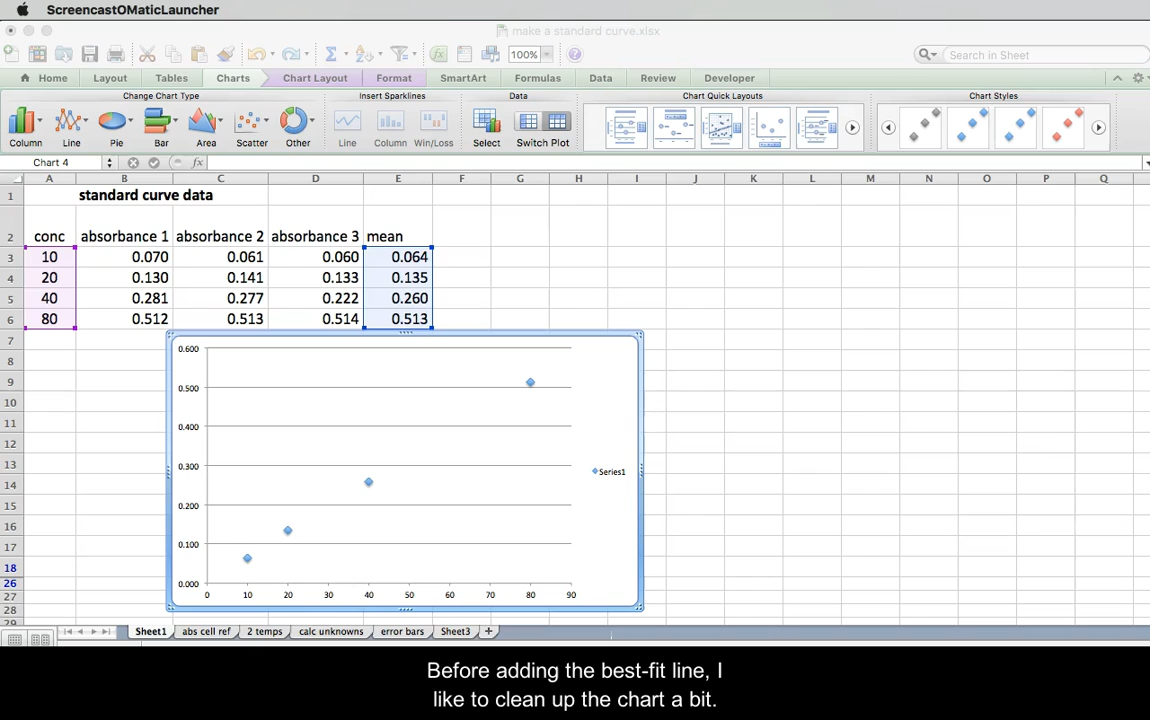 ScreencastOMaticLauncher
make a standard curve.xlsx
100%
Search in Sheet
Home Layout Tables Charts Chart Layout Format SmartArt Formulas Data Review Developer
Change Chart Type Insert Sparklines Data Chart Quick Layouts Chart Styles
Column Line Pie Bar Area Scatter Other Line Column Win/Loss Select Switch Plot
Chart 4 fx
A B C D E F G H I J K L M N O P Q
1 standard curve data
2 conc absorbance 1 absorbance 2 absorbance 3 mean
3 10 0.070 0.061 0.060 0.064
4 20 0.130 0.141 0.133 0.135
5 40 0.281 0.277 0.222 0.260
6 80 0.512 0.513 0.514 0.513
7
0.600
8
9
0.500
10
11
0.400
12
13
0.300
Series1
14
15
0.200
16
17
0.100
18
26
0.000
27
0 10 20 30 40 50 60 70 80 90
28
29
Sheet1 abs cell ref 2 temps calc unknowns error bars Sheet3 +
Before adding the best-fit line, I
like to clean up the chart a bit.